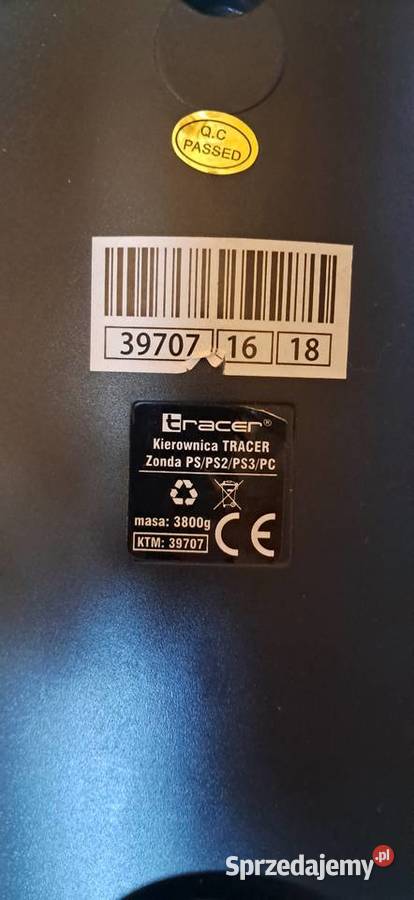 Q.C
PASSED
39707 16 18
tracer®
Kierownica TRACER
Zonda PS/PS2/PS3/PC
masa: 3800g
KTM: 39707
CE
Sprzedajemy.pl